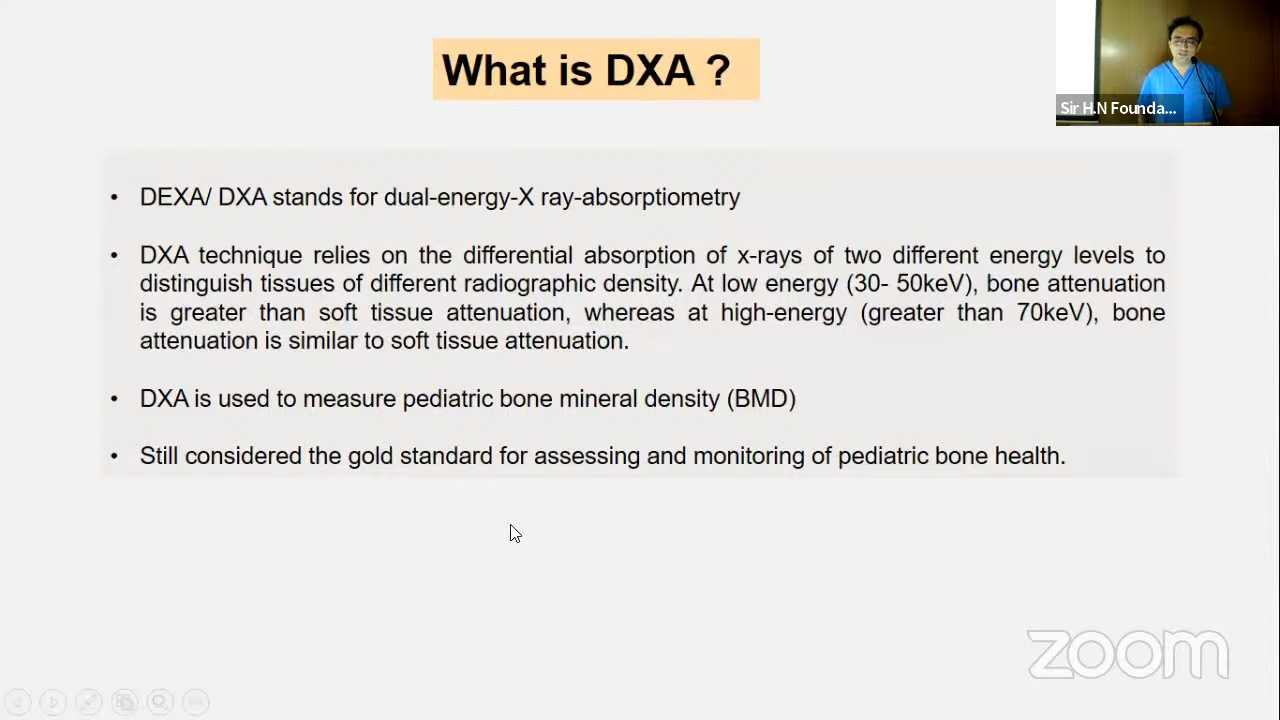 What is DXA ?
Sir H.N Founda...
• DEXA/ DXA stands for dual-energy-X ray-absorptiometry
• DXA technique relies on the differential absorption of x-rays of two different energy levels to
distinguish tissues of different radiographic density. At low energy (30- 50keV), bone attenuation
is greater than soft tissue attenuation, whereas at high-energy (greater than 70keV), bone
attenuation is similar to soft tissue attenuation.
• DXA is used to measure pediatric bone mineral density (BMD)
• Still considered the gold standard for assessing and monitoring of pediatric bone health.
zoom